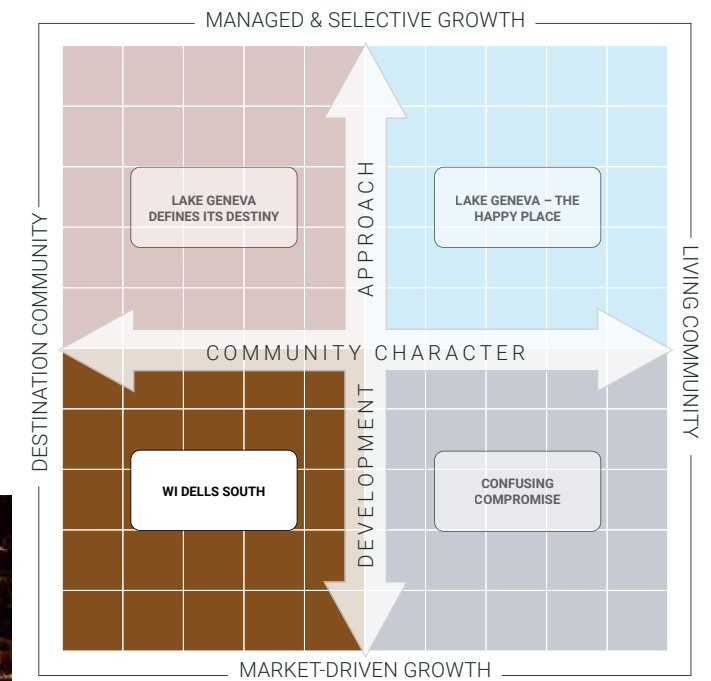 MANAGED & SELECTIVE GROWTH
LAKE GENEVA
DEFINES ITS DESTINY
LAKE GENEVA – THE
HAPPY PLACE
DESTINATION COMMUNITY
DEVELOPMENT APPROACH
LIVING COMMUNITY
COMMUNITY CHARACTER
WI DELLS SOUTH
CONFUSING
COMPROMISE
MARKET-DRIVEN GROWTH